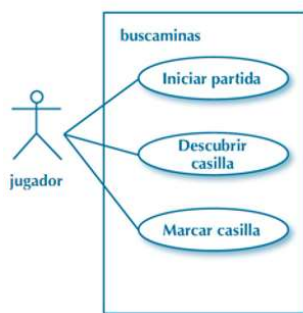 buscaminas
Iniciar partida
Descubrir
casilla
jugador
Marcar casilla